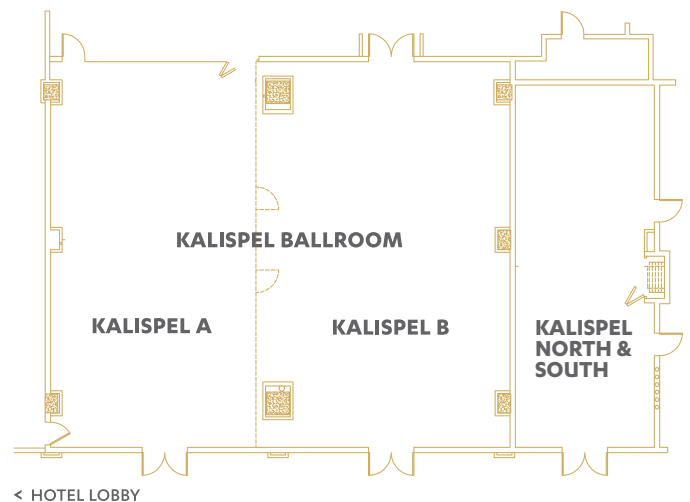 KALISPEL BALLROOM
KALISPEL A
KALISPEL B
KALISPEL
NORTH &
SOUTH
< HOTEL LOBBY